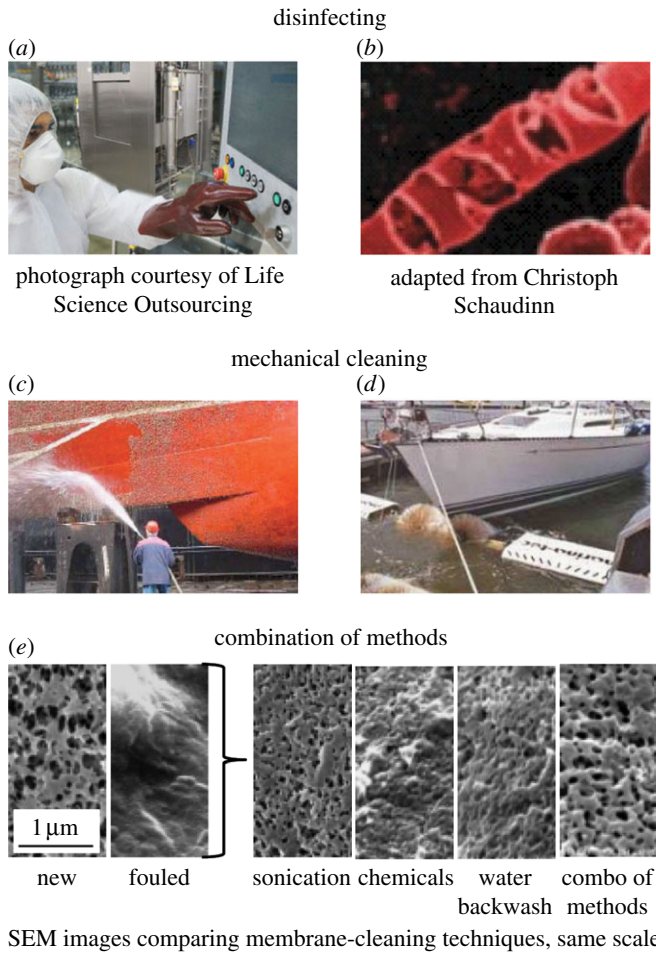 disinfecting
(a)
(b)
photograph courtesy of Life
Science Outsourcing
adapted from Christoph
Schaudinn
mechanical cleaning
(c)
(d)
combination of methods
(e)
1 µm
new
fouled
sonication
chemicals
water
backwash
combo of
methods
SEM images comparing membrane-cleaning techniques, same scale